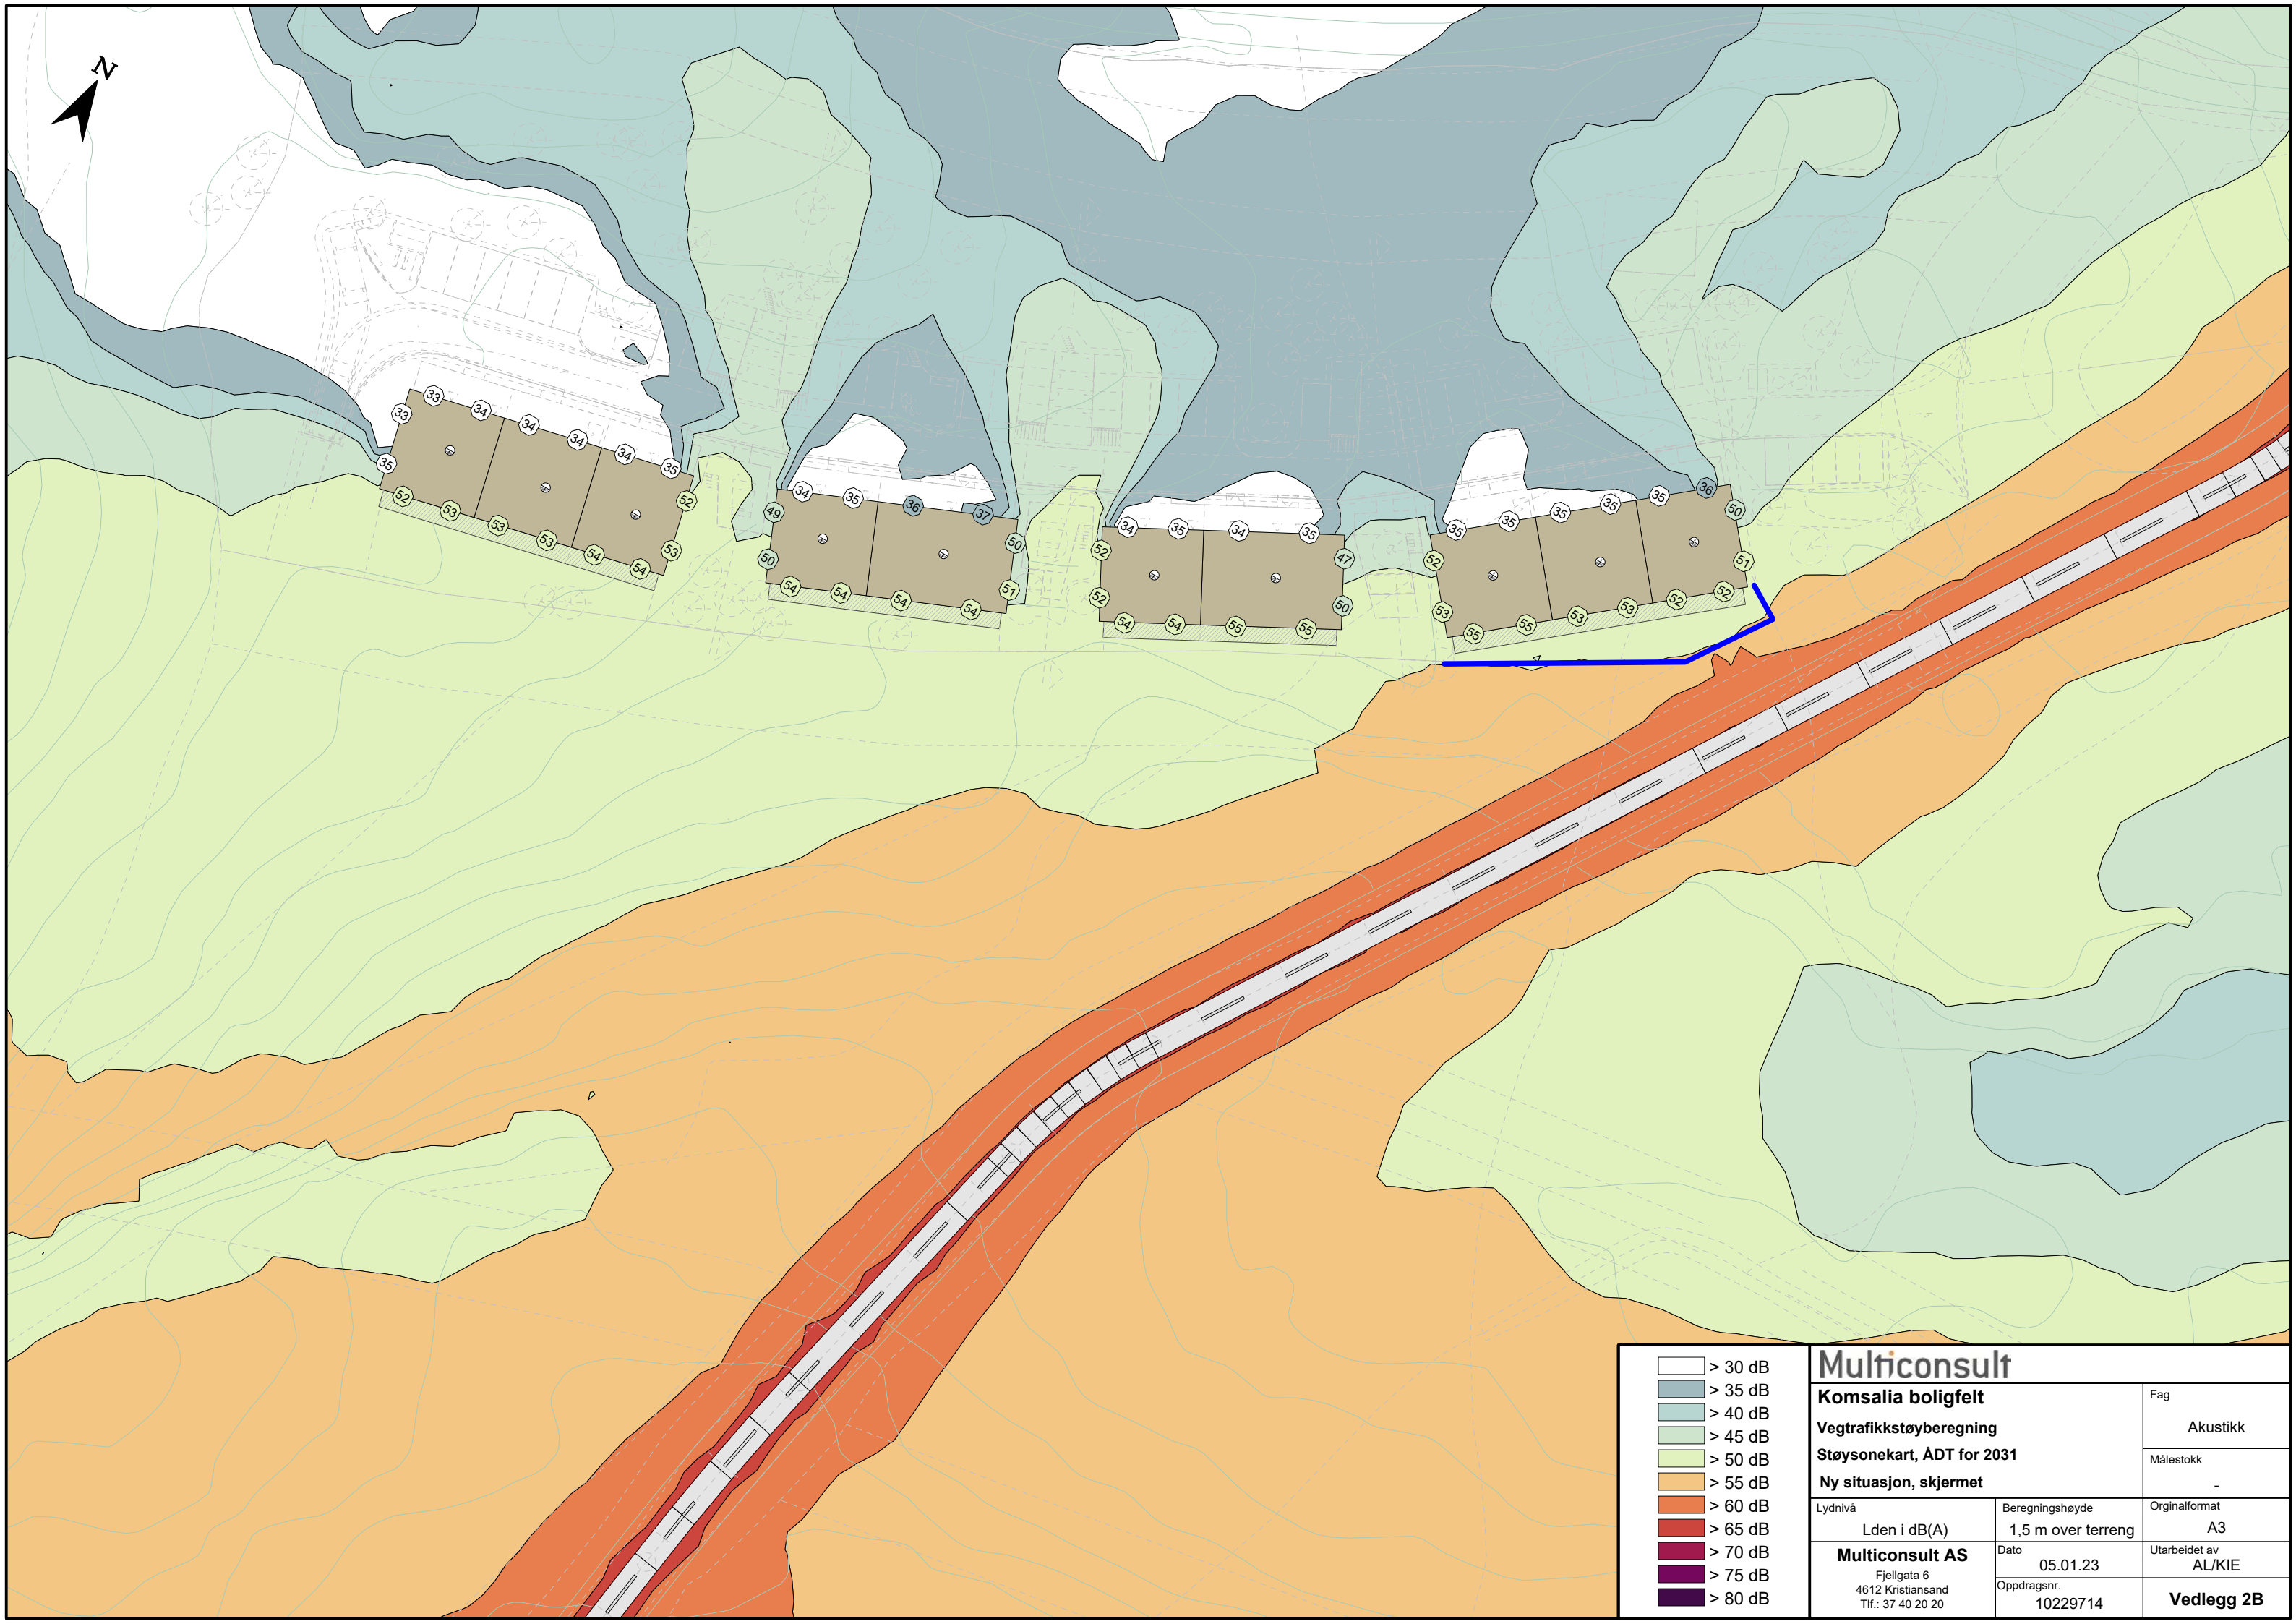 N
33
33
34
34
34
34
35
35
52
53
53
53
54
54
52
53
34
35
36
37
49
50
50
51
54
54
54
54
34
35
34
35
52
52
47
50
54
54
55
55
35
35
35
35
35
36
52
53
50
51
55
55
53
53
52
52
> 30 dB
> 35 dB
> 40 dB
> 45 dB
> 50 dB
> 55 dB
> 60 dB
> 65 dB
> 70 dB
> 75 dB
> 80 dB
Multiconsult
Komsalia boligfelt
Vegtrafikkstøyberegning
Støysonekart, ÅDT for 2031
Ny situasjon, skjermet
Fag
Akustikk
Målestokk
-
Lydnivå
Lden i dB(A)
Beregningshøyde
1,5 m over terreng
Orginalformat
A3
Multiconsult AS
Fjellgata 6
4612 Kristiansand
Tlf.: 37 40 20 20
Dato
05.01.23
Utarbeidet av
AL/KIE
Oppdragsnr.
10229714
Vedlegg 2B